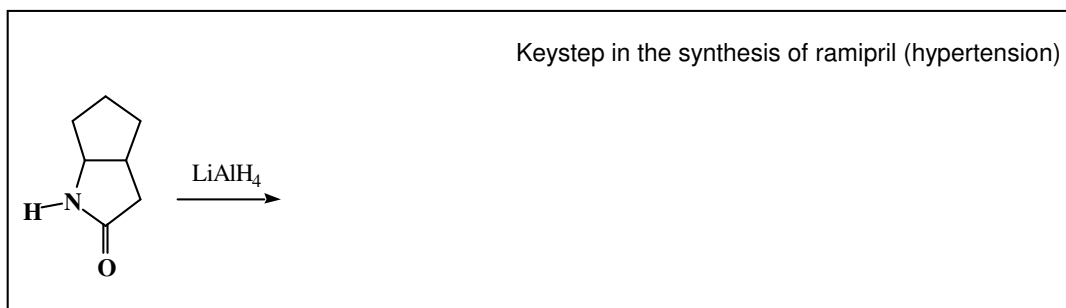 Keystep in the synthesis of ramipril (hypertension)
LiAlH4
H N
O